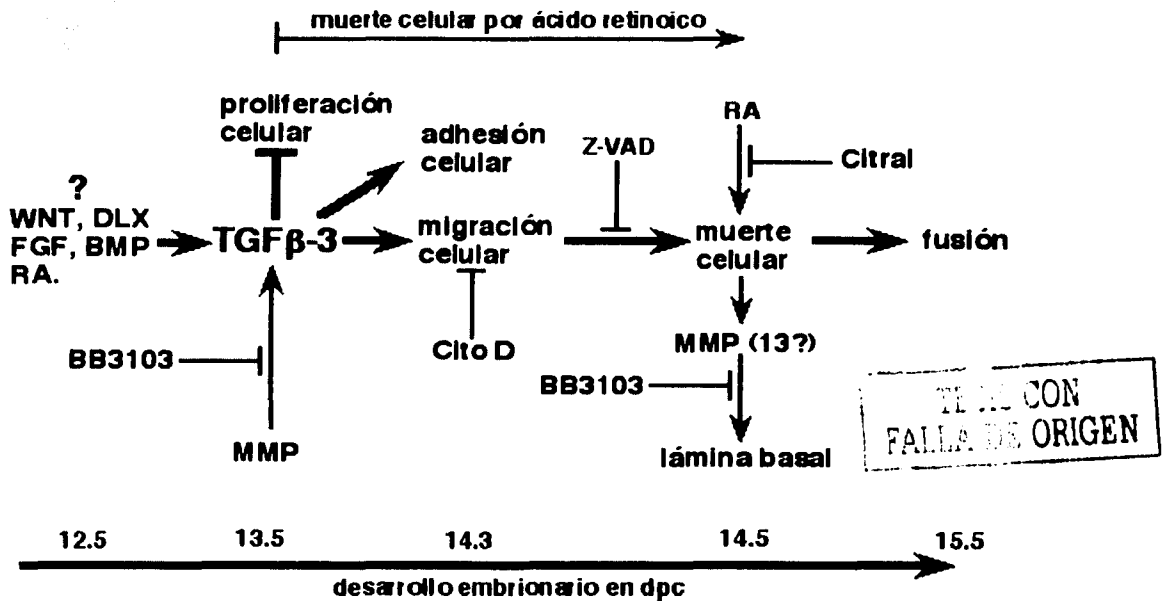 muerte celular por ácido retinoico
proliferación
celular
adhesión
celular
Z-VAD
RA
Citral
?
WNT, DLX
FGF, BMP
RA.
TGFβ-3
migración
celular
muerte
celular
fusión
BB3103
Cito D
MMP (13?)
BB3103
MMP
lámina basal
CON
FALLA DE ORIGEN
12.5 13.5 14.3 14.5 15.5
desarrollo embrionario en dpc